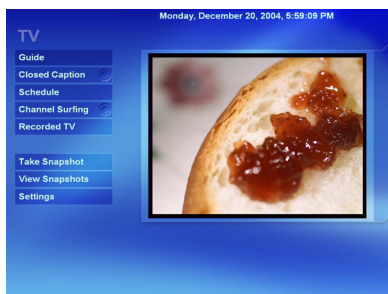 Monday, December 20, 2004, 5:59:09 PM
TV
Guide
Closed Caption
Schedule
Channel Surfing
Recorded TV
Take Snapshot
View Snapshots
Settings